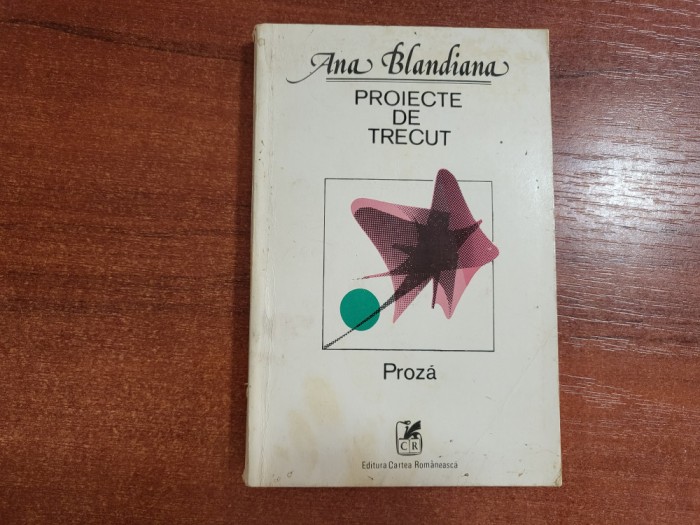 Ana Blandiana
PROIECTE
DE
TRECUT
Proză
CR
Editura Cartea Românească